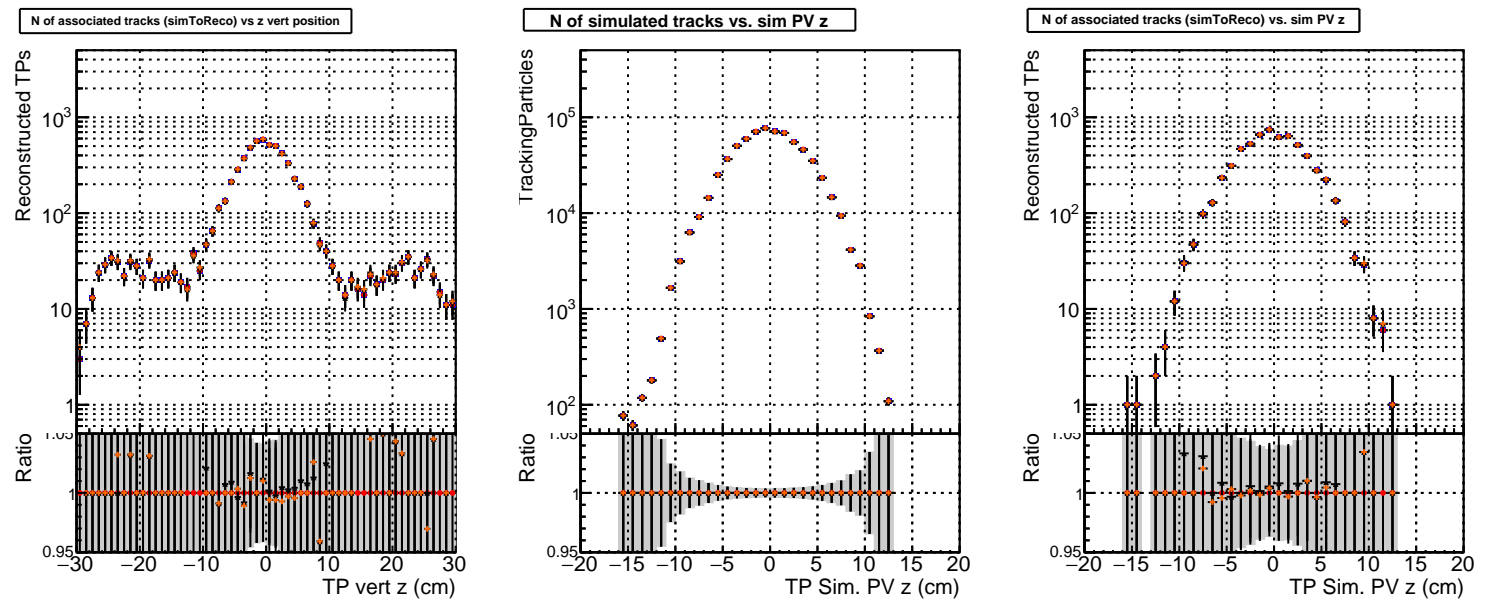 N of associated tracks (simToReco) vs z vert position
Reconstructed TPs
10³
10²
10
1
Ratio
1.05
1
0.95
−30 −20 −10 0 10 20 30
TP vert z (cm)
N of simulated tracks vs. sim PV z
TrackingParticles
10⁵
10⁴
10³
10²
Ratio
1.05
1
0.95
−20 −15 −10 −5 0 5 10 15 20
TP Sim. PV z (cm)
N of associated tracks (simToReco) vs. sim PV z
Reconstructed TPs
10³
10²
10
1
Ratio
1.05
1
0.95
−20 −15 −10 −5 0 5 10 15 20
TP Sim. PV z (cm)